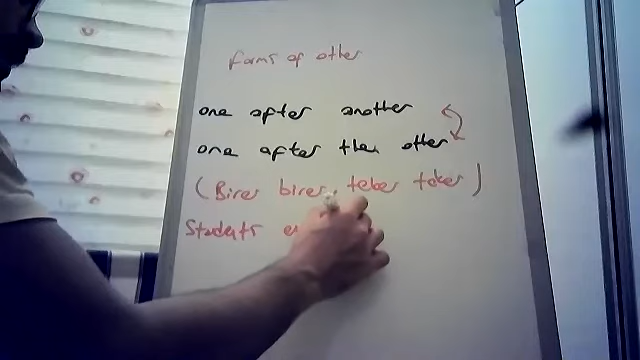 forms of other
one after another
one after the other
(Birer birer, teker teker)
Students e